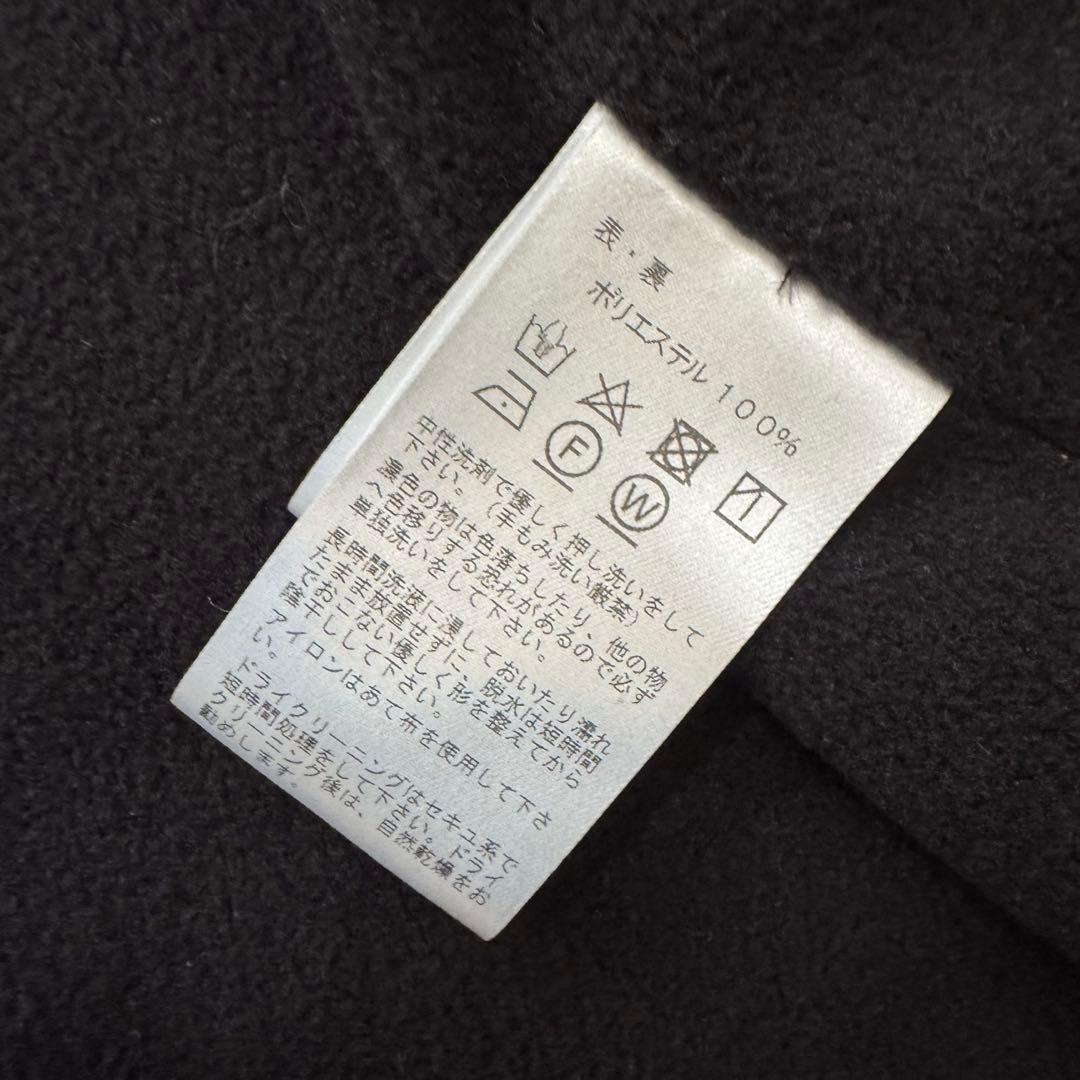 表・裏
ポリエステル 100%
F
W
中性洗剤で優しく押し洗いをして
下さい。（手もみ洗い厳禁）
濃色の物は色落ちしたり、他の物
へ色移りする恐れがあるので必ず
単独洗いをして下さい。
長時間洗液に浸しておいたり濡れ
たまま放置せずに、脱水は短時間
でおこない優しく形を整えてから
陰干しして下さい。
アイロンはあて布を使用して下さ
い。
ドライクリーニングはセキュ系で
短時間処理をして下さい。ドライ
クリーニング後は、自然乾燥をお
勧めします。